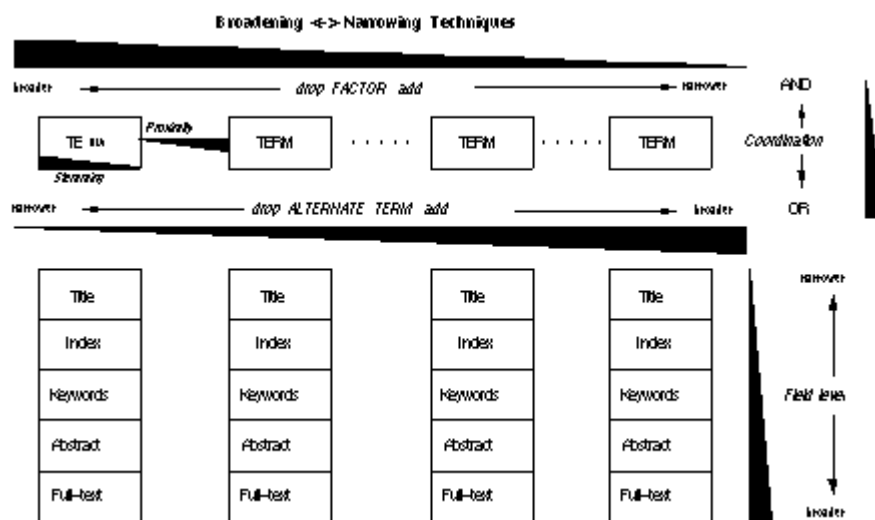 Broadening <-> Narrowing Techniques
broader drop FACTOR add narrower AND
Proximity
TERM TERM TERM Coordination
Stemming
narrower drop ALTERNATE TERM add broader OR
Title Title Title Title narrower
Index Index Index Index
Keywords Keywords Keywords Keywords Field level
Abstract Abstract Abstract Abstract
Full-text Full-text Full-text Full-text
broader